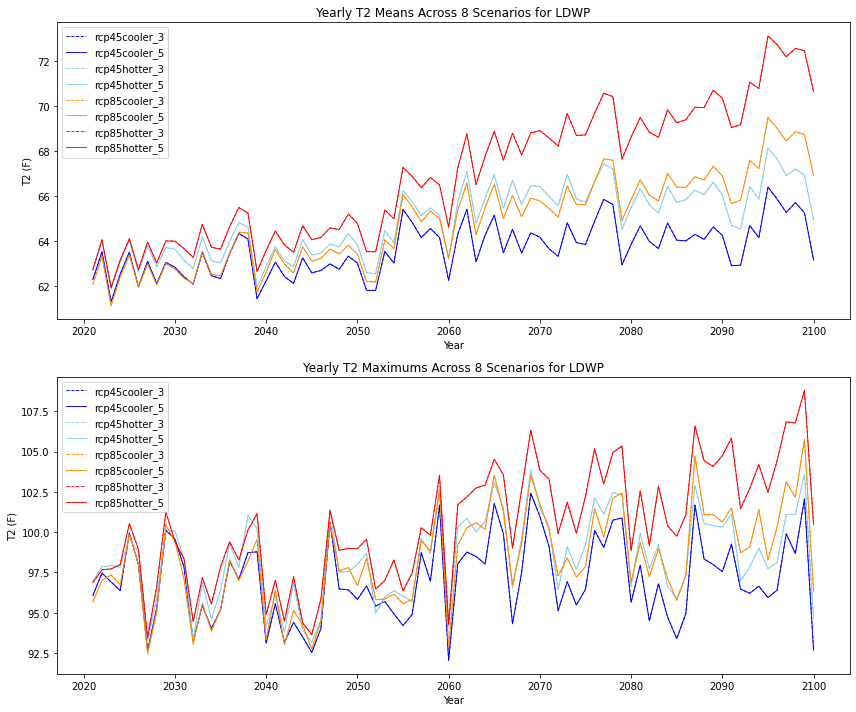 Yearly T2 Means Across 8 Scenarios for LDWP
rcp45cooler_3
rcp45cooler_5
rcp45hotter_3
rcp45hotter_5
rcp85cooler_3
rcp85cooler_5
rcp85hotter_3
rcp85hotter_5
72
70
68
66
64
62
T2 (F)
2020 2030 2040 2050 2060 2070 2080 2090 2100
Year
Yearly T2 Maximums Across 8 Scenarios for LDWP
rcp45cooler_3
rcp45cooler_5
rcp45hotter_3
rcp45hotter_5
rcp85cooler_3
rcp85cooler_5
rcp85hotter_3
rcp85hotter_5
107.5
105.0
102.5
100.0
97.5
95.0
92.5
T2 (F)
2020 2030 2040 2050 2060 2070 2080 2090 2100
Year